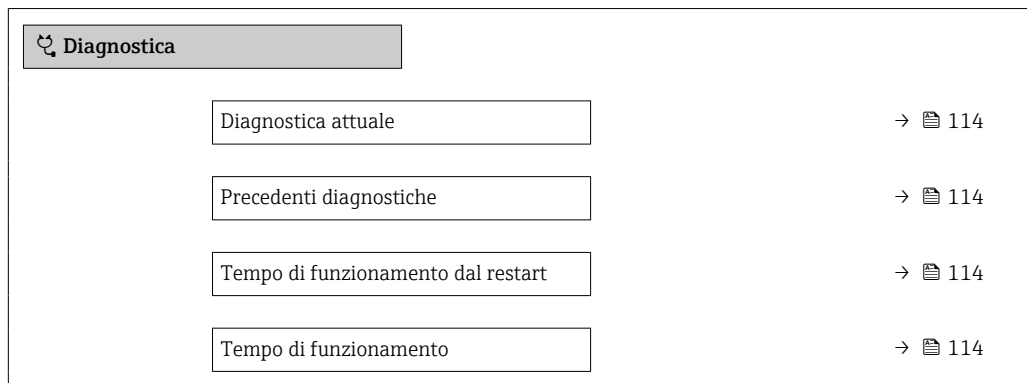 Diagnostica
Diagnostica attuale → 114
Precedenti diagnostiche → 114
Tempo di funzionamento dal restart → 114
Tempo di funzionamento → 114